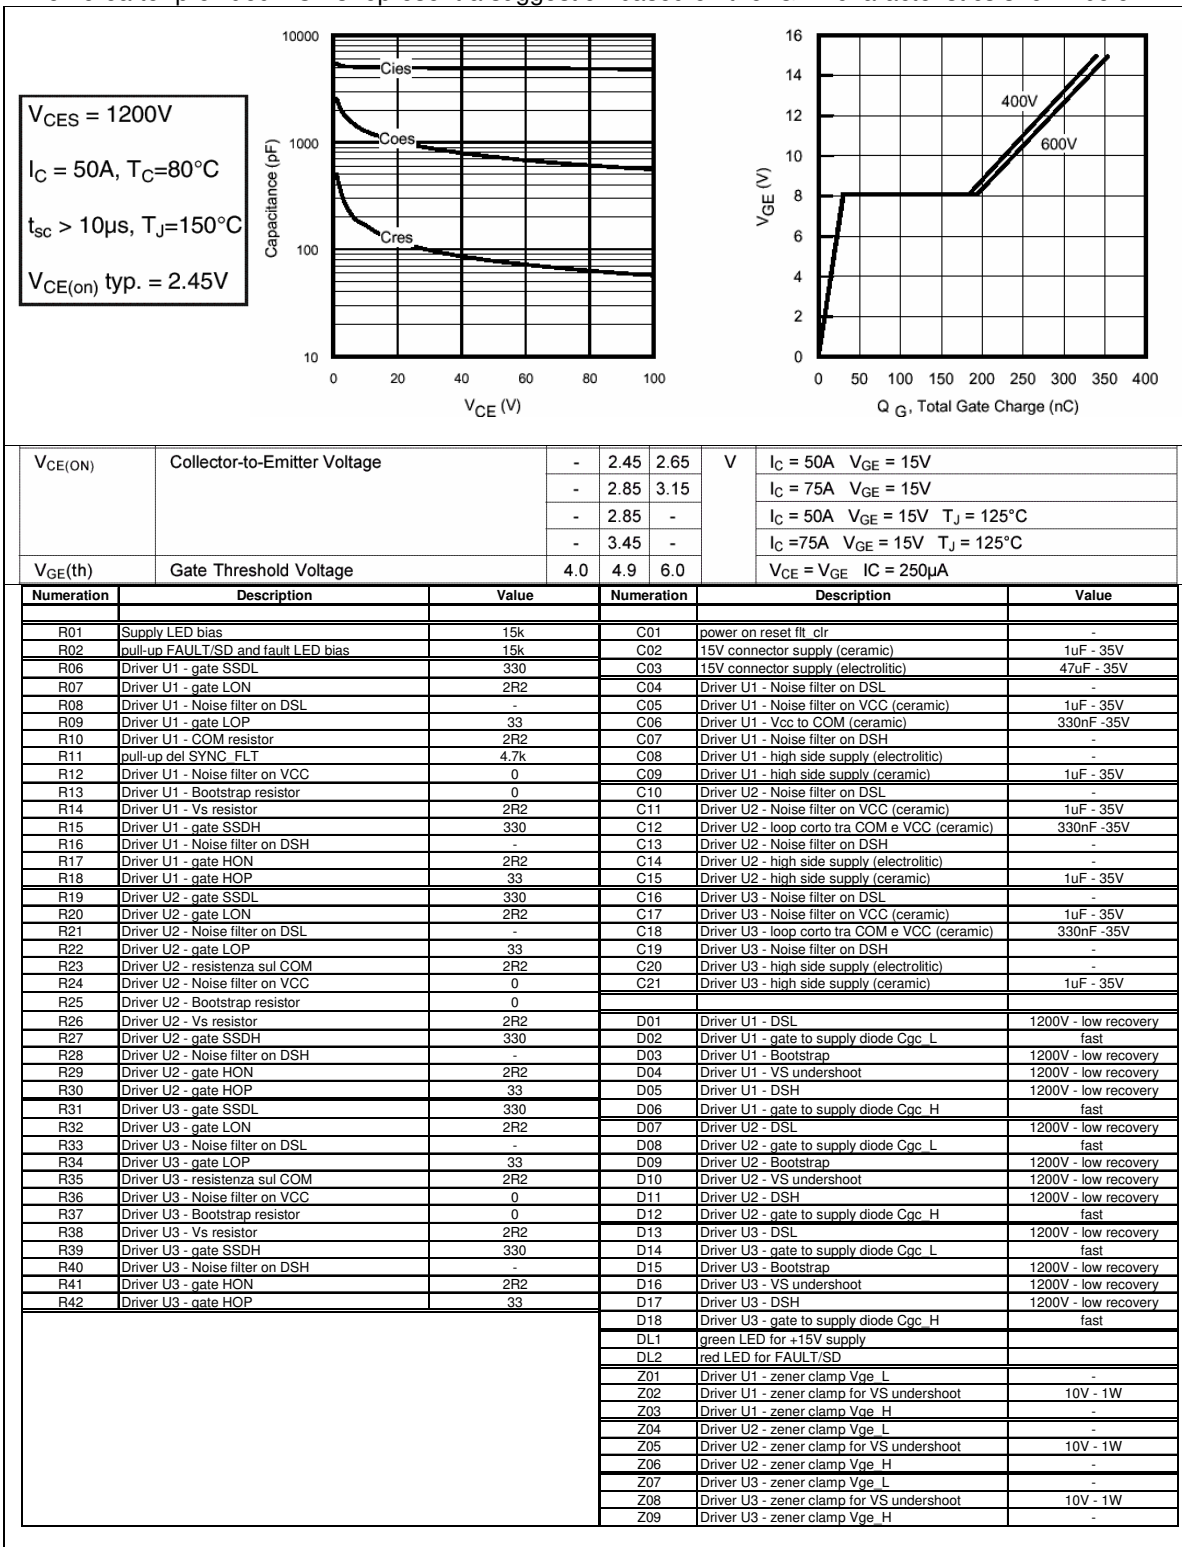 V_CES = 1200V
I_C = 50A, T_C=80°C
t_sc > 10µs, T_J=150°C
V_CE(on) typ. = 2.45V
10000
1000
100
10
Capacitance (pF)
Cies
Coes
Cres
0 20 40 60 80 100
V_CE (V)
16
14
12
10
8
6
4
2
0
V_GE (V)
400V
600V
0 50 100 150 200 250 300 350 400
Q_G, Total Gate Charge (nC)
V_CE(ON) Collector-to-Emitter Voltage - 2.45 2.65 V I_C = 50A V_GE = 15V
- 2.85 3.15 I_C = 75A V_GE = 15V
- 2.85 - I_C = 50A V_GE = 15V T_J = 125°C
- 3.45 - I_C =75A V_GE = 15V T_J = 125°C
V_GE(th) Gate Threshold Voltage 4.0 4.9 6.0 V_CE = V_GE IC = 250µA
Numeration Description Value
R01 Supply LED bias 15k
R02 pull-up FAULT/SD and fault LED bias 15k
R06 Driver U1 - gate SSDL 330
R07 Driver U1 - gate LON 2R2
R08 Driver U1 - Noise filter on DSL -
R09 Driver U1 - gate LOP 33
R10 Driver U1 - COM resistor 2R2
R11 pull-up del SYNC_FLT 4.7k
R12 Driver U1 - Noise filter on VCC 0
R13 Driver U1 - Bootstrap resistor 0
R14 Driver U1 - Vs resistor 2R2
R15 Driver U1 - gate SSDH 330
R16 Driver U1 - Noise filter on DSH -
R17 Driver U1 - gate HON 2R2
R18 Driver U1 - gate HOP 33
R19 Driver U2 - gate SSDL 330
R20 Driver U2 - gate LON 2R2
R21 Driver U2 - Noise filter on DSL -
R22 Driver U2 - gate LOP 33
R23 Driver U2 - resistenza sul COM 2R2
R24 Driver U2 - Noise filter on VCC 0
R25 Driver U2 - Bootstrap resistor 0
R26 Driver U2 - Vs resistor 2R2
R27 Driver U2 - gate SSDH 330
R28 Driver U2 - Noise filter on DSH -
R29 Driver U2 - gate HON 2R2
R30 Driver U2 - gate HOP 33
R31 Driver U3 - gate SSDL 330
R32 Driver U3 - gate LON 2R2
R33 Driver U3 - Noise filter on DSL -
R34 Driver U3 - gate LOP 33
R35 Driver U3 - resistenza sul COM 2R2
R36 Driver U3 - Noise filter on VCC 0
R37 Driver U3 - Bootstrap resistor 0
R38 Driver U3 - Vs resistor 2R2
R39 Driver U3 - gate SSDH 330
R40 Driver U3 - Noise filter on DSH -
R41 Driver U3 - gate HON 2R2
R42 Driver U3 - gate HOP 33
Numeration Description Value
C01 power on reset flt_clr -
C02 15V connector supply (ceramic) 1uF - 35V
C03 15V connector supply (electrolitic) 47uF - 35V
C04 Driver U1 - Noise filter on DSL -
C05 Driver U1 - Noise filter on VCC (ceramic) 1uF - 35V
C06 Driver U1 - Vcc to COM (ceramic) 330nF -35V
C07 Driver U1 - Noise filter on DSH -
C08 Driver U1 - high side supply (electrolitic) -
C09 Driver U1 - high side supply (ceramic) 1uF - 35V
C10 Driver U2 - Noise filter on DSL -
C11 Driver U2 - Noise filter on VCC (ceramic) 1uF - 35V
C12 Driver U2 - loop corto tra COM e VCC (ceramic) 330nF -35V
C13 Driver U2 - Noise filter on DSH -
C14 Driver U2 - high side supply (electrolitic) -
C15 Driver U2 - high side supply (ceramic) 1uF - 35V
C16 Driver U3 - Noise filter on DSL -
C17 Driver U3 - Noise filter on VCC (ceramic) 1uF - 35V
C18 Driver U3 - loop corto tra COM e VCC (ceramic) 330nF -35V
C19 Driver U3 - Noise filter on DSH -
C20 Driver U3 - high side supply (electrolitic) -
C21 Driver U3 - high side supply (ceramic) 1uF - 35V
D01 Driver U1 - DSL 1200V - low recovery
D02 Driver U1 - gate to supply diode Cgc_L fast
D03 Driver U1 - Bootstrap 1200V - low recovery
D04 Driver U1 - VS undershoot 1200V - low recovery
D05 Driver U1 - DSH 1200V - low recovery
D06 Driver U1 - gate to supply diode Cgc_H fast
D07 Driver U2 - DSL 1200V - low recovery
D08 Driver U2 - gate to supply diode Cgc_L fast
D09 Driver U2 - Bootstrap 1200V - low recovery
D10 Driver U2 - VS undershoot 1200V - low recovery
D11 Driver U2 - DSH 1200V - low recovery
D12 Driver U2 - gate to supply diode Cgc_H fast
D13 Driver U3 - DSL 1200V - low recovery
D14 Driver U3 - gate to supply diode Cgc_L fast
D15 Driver U3 - Bootstrap 1200V - low recovery
D16 Driver U3 - VS undershoot 1200V - low recovery
D17 Driver U3 - DSH 1200V - low recovery
D18 Driver U3 - gate to supply diode Cgc_H fast
DL1 green LED for +15V supply
DL2 red LED for FAULT/SD
Z01 Driver U1 - zener clamp Vge_L -
Z02 Driver U1 - zener clamp for VS undershoot 10V - 1W
Z03 Driver U1 - zener clamp Vge_H -
Z04 Driver U2 - zener clamp Vge_L -
Z05 Driver U2 - zener clamp for VS undershoot 10V - 1W
Z06 Driver U2 - zener clamp Vge_H -
Z07 Driver U3 - zener clamp Vge_L -
Z08 Driver U3 - zener clamp for VS undershoot 10V - 1W
Z09 Driver U3 - zener clamp Vge_H -